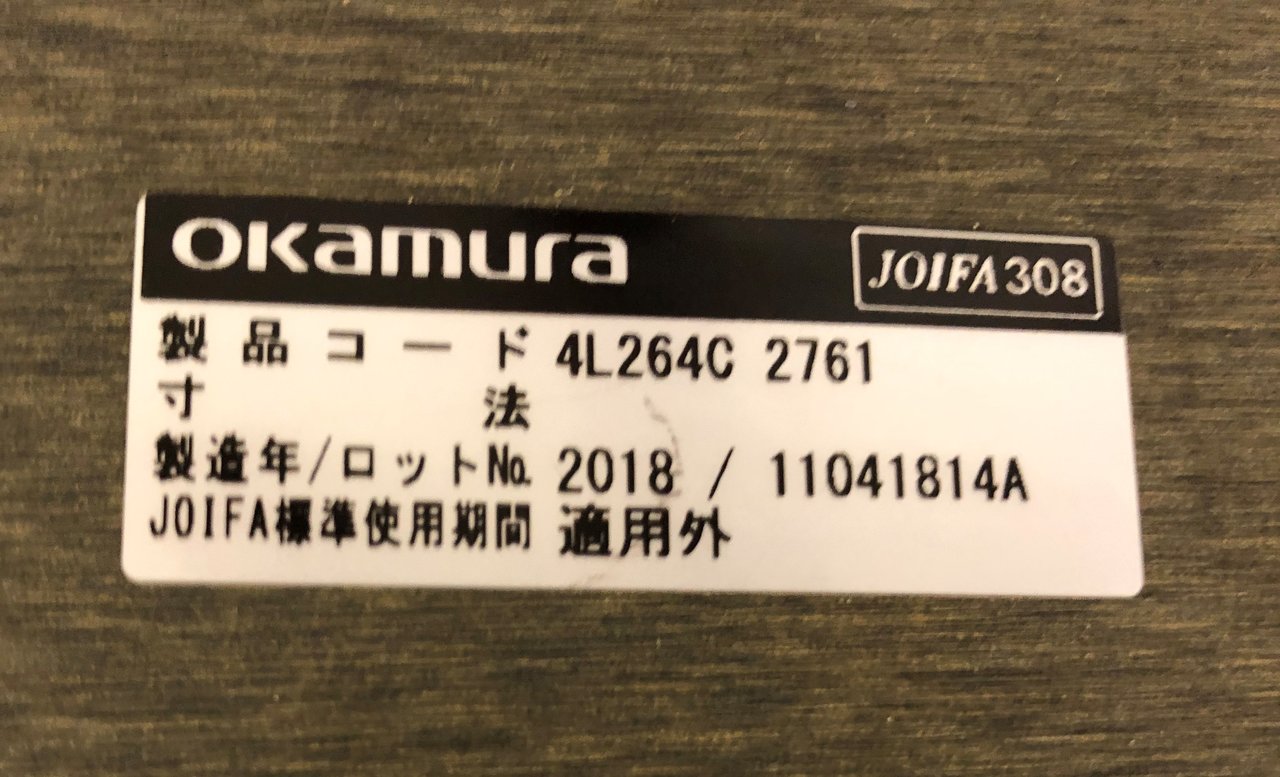 okamura JOIFA308
製品コード 4L264C 2761
寸法
製造年/ロット№ 2018 / 11041814A
JOIFA標準使用期間 適用外